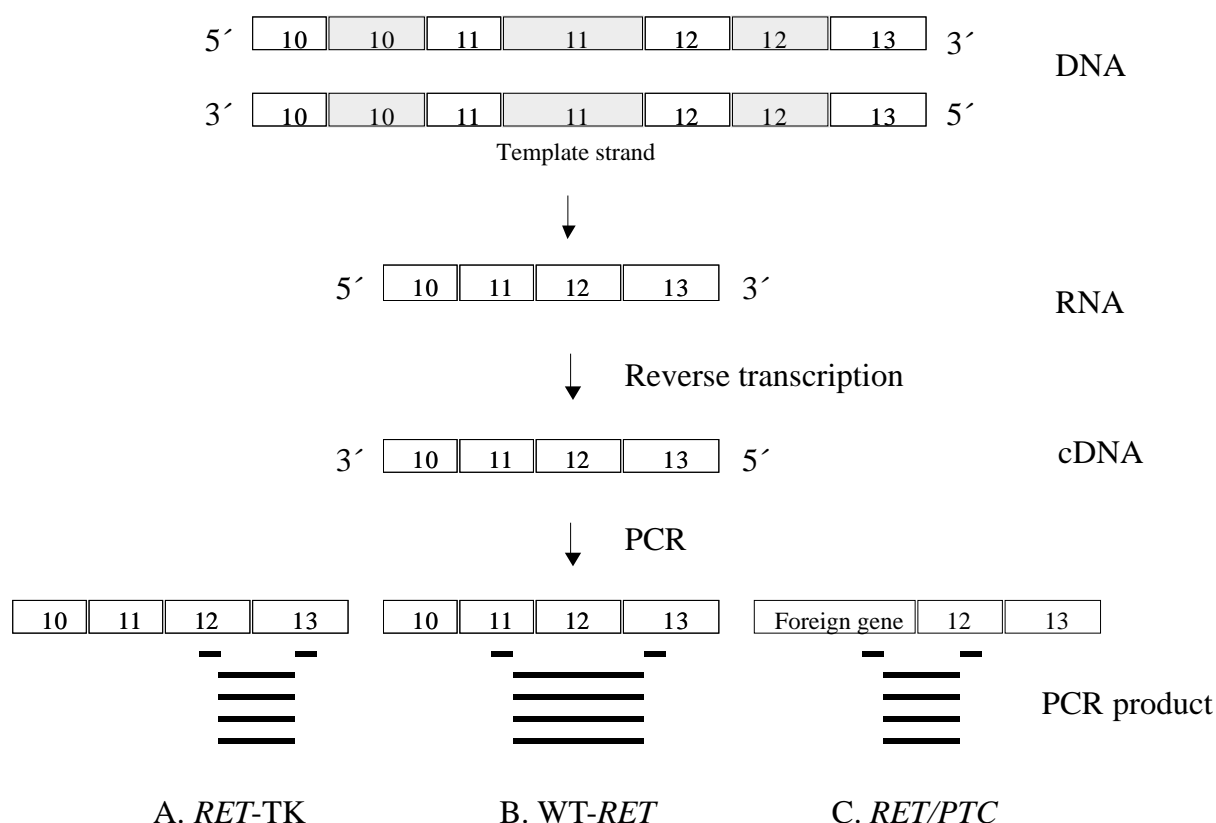 5´ 10 10 11 11 12 12 13 3´
DNA
3´ 10 10 11 11 12 12 13 5´
Template strand
5´ 10 11 12 13 3´
RNA
Reverse transcription
3´ 10 11 12 13 5´
cDNA
PCR
10 11 12 13
10 11 12 13
Foreign gene 12 13
PCR product
A. RET-TK
B. WT-RET
C. RET/PTC